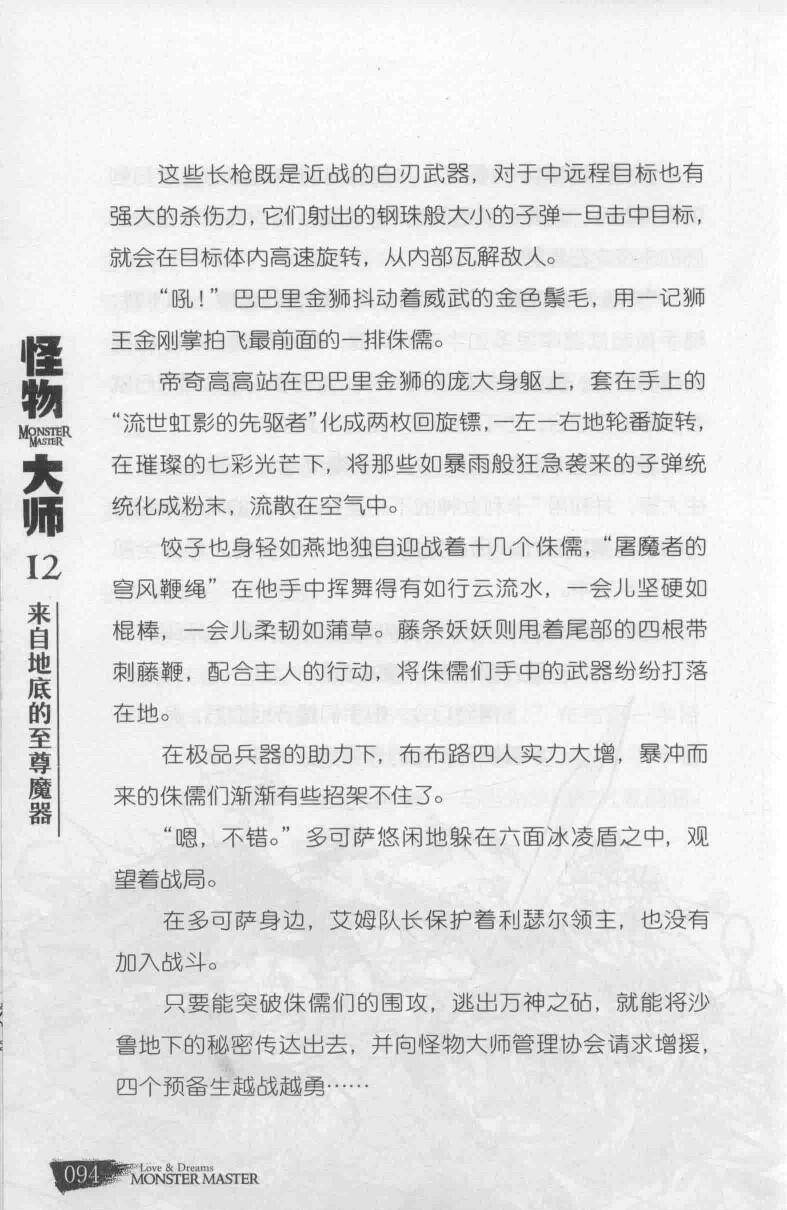 这些长枪既是近战的白刃武器，对于中远程目标也有
强大的杀伤力，它们射出的钢珠般大小的子弹一旦击中目标，
就会在目标体内高速旋转，从内部瓦解敌人。
“吼！”巴巴里金狮抖动着威武的金色鬃毛，用一记狮
王金刚掌拍飞最前面的一排侏儒。
帝奇高高站在巴巴里金狮的庞大身躯上，套在手上的
“流世虹影的先驱者”化成两枚回旋镖，一左一右地轮番旋转，
在璀璨的七彩光芒下，将那些如暴雨般狂急袭来的子弹统
统化成粉末，流散在空气中。
饺子也身轻如燕地独自迎战着十几个侏儒，“屠魔者的
穹风鞭绳”在他手中挥舞得有如行云流水，一会儿坚硬如
棍棒，一会儿柔韧如蒲草。藤条妖妖则甩着尾部的四根带
刺藤鞭，配合主人的行动，将侏儒们手中的武器纷纷打落
在地。
在极品兵器的助力下，布布路四人实力大增，暴冲而
来的侏儒们渐渐有些招架不住了。
“嗯，不错。”多可萨悠闲地躲在六面冰凌盾之中，观
望着战局。
在多可萨身边，艾姆队长保护着利瑟尔领主，也没有
加入战斗。
只要能突破侏儒们的围攻，逃出万神之砧，就能将沙
鲁地下的秘密传达出去，并向怪物大师管理协会请求增援，
四个预备生越战越勇……
怪物
MONSTER
MASTER
大师
12
来自地底的至尊魔器
094
Love & Dreams
MONSTER MASTER